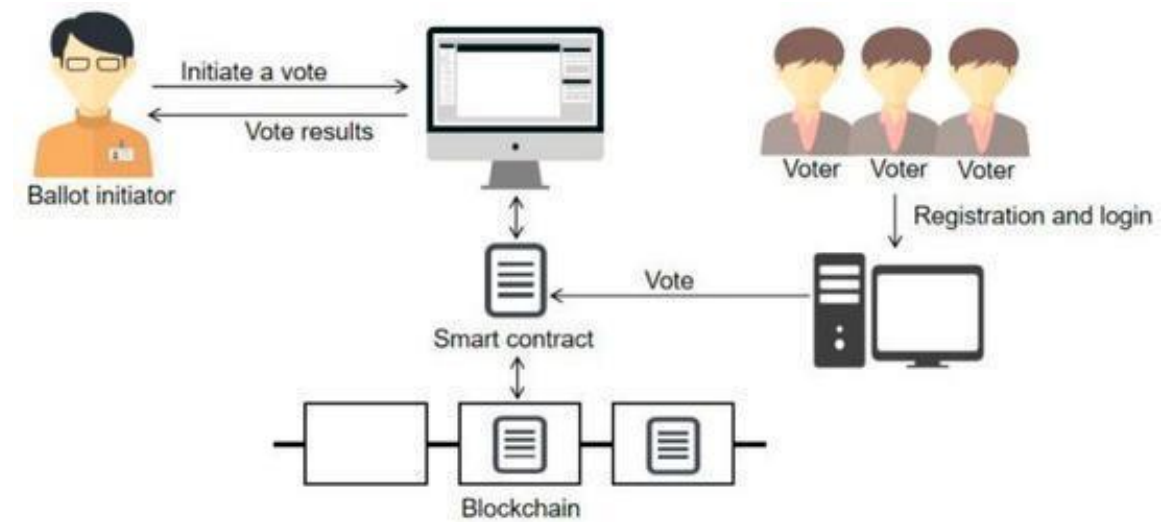 Initiate a vote
Vote results
Ballot initiator
Voter Voter Voter
Registration and login
Vote
Smart contract
Blockchain